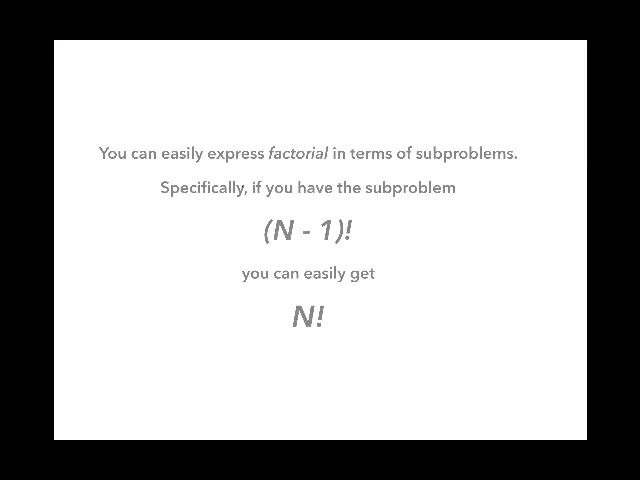 You can easily express factorial in terms of subproblems.
Specifically, if you have the subproblem
(N - 1)!
you can easily get
N!